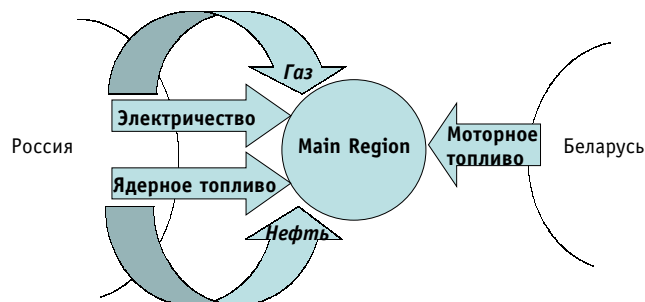 Газ
Электричество
Россия
Main Region
Моторное
топливо
Беларусь
Ядерное топливо
Нефть